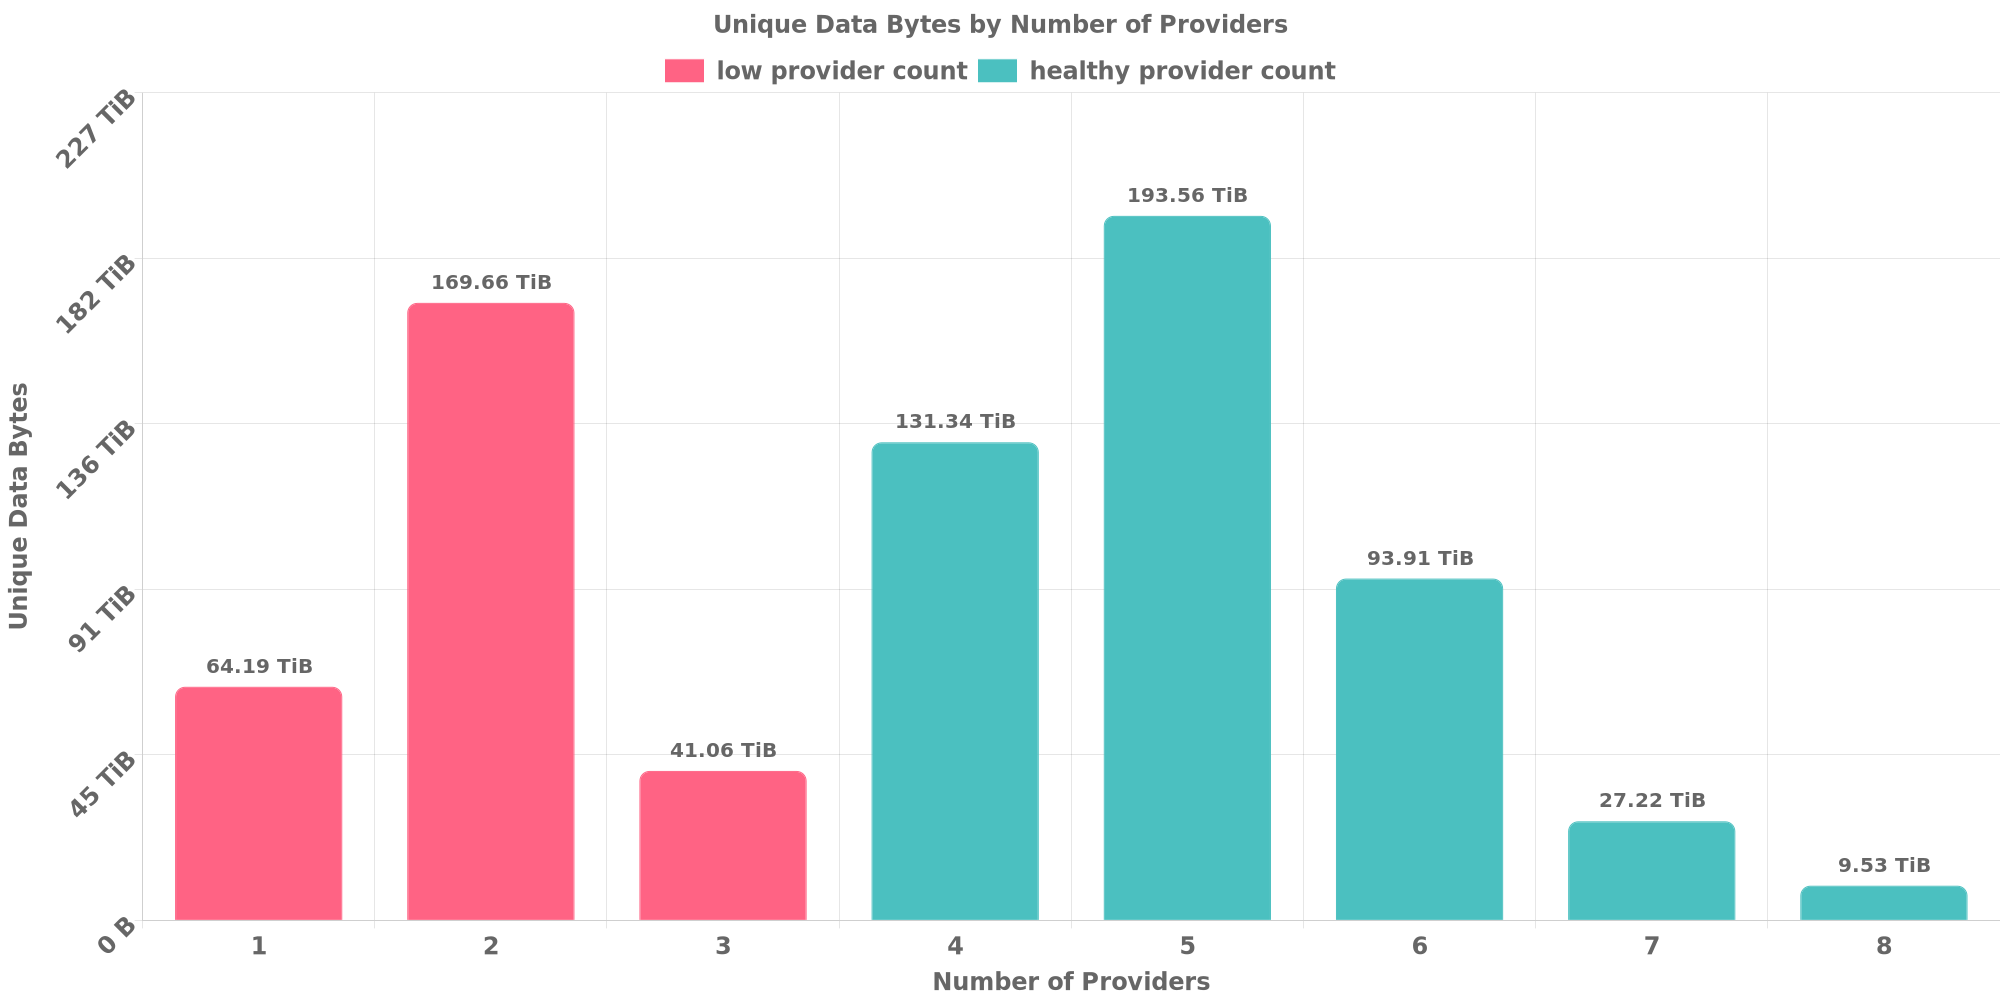 Unique Data Bytes by Number of Providers
low provider count healthy provider count
227 TiB
182 TiB
136 TiB
91 TiB
45 TiB
0 B
Unique Data Bytes
64.19 TiB
169.66 TiB
41.06 TiB
131.34 TiB
193.56 TiB
93.91 TiB
27.22 TiB
9.53 TiB
1 2 3 4 5 6 7 8
Number of Providers